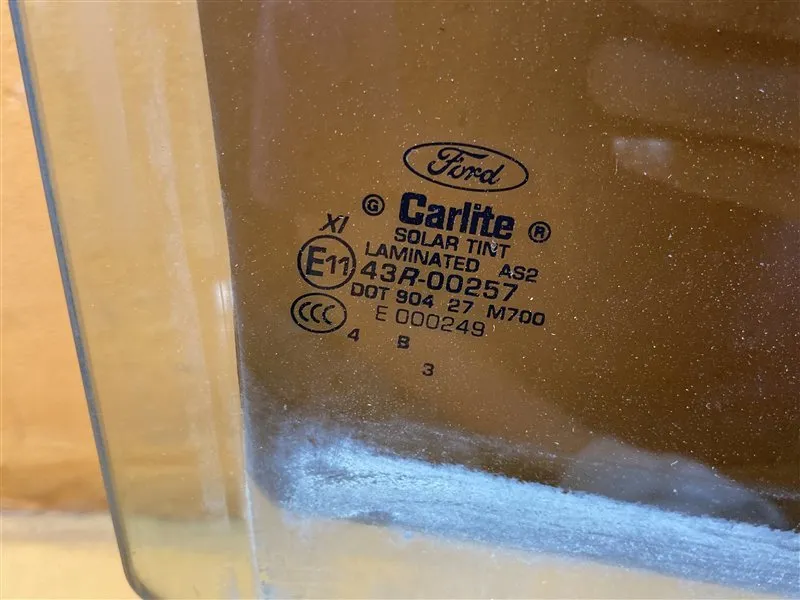 Ford
G Carlite ®
SOLAR TINT
XI
LAMINATED AS2
E11 43R-00257
DOT 904 27 M700
CCC E 000249
4 B
3